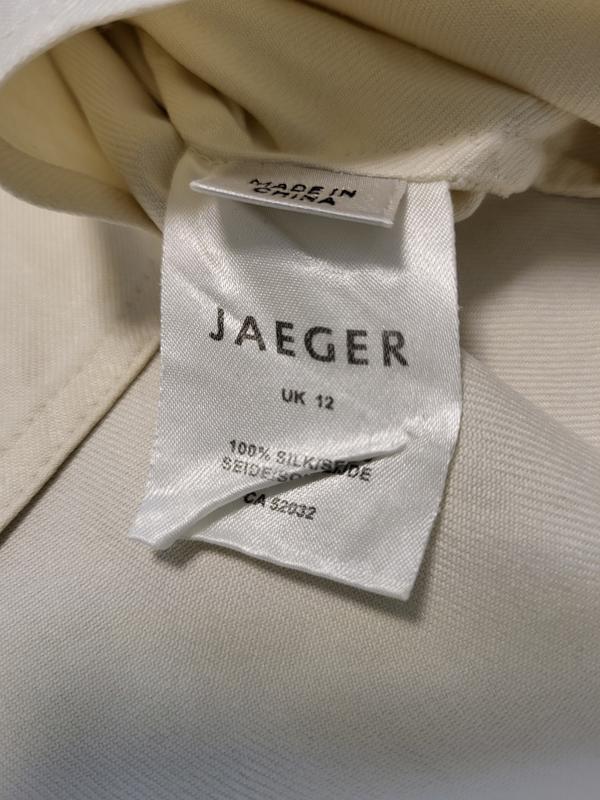 MADE IN
CHINA
JAEGER
UK 12
100% SILK/SEIDE
CA 52032